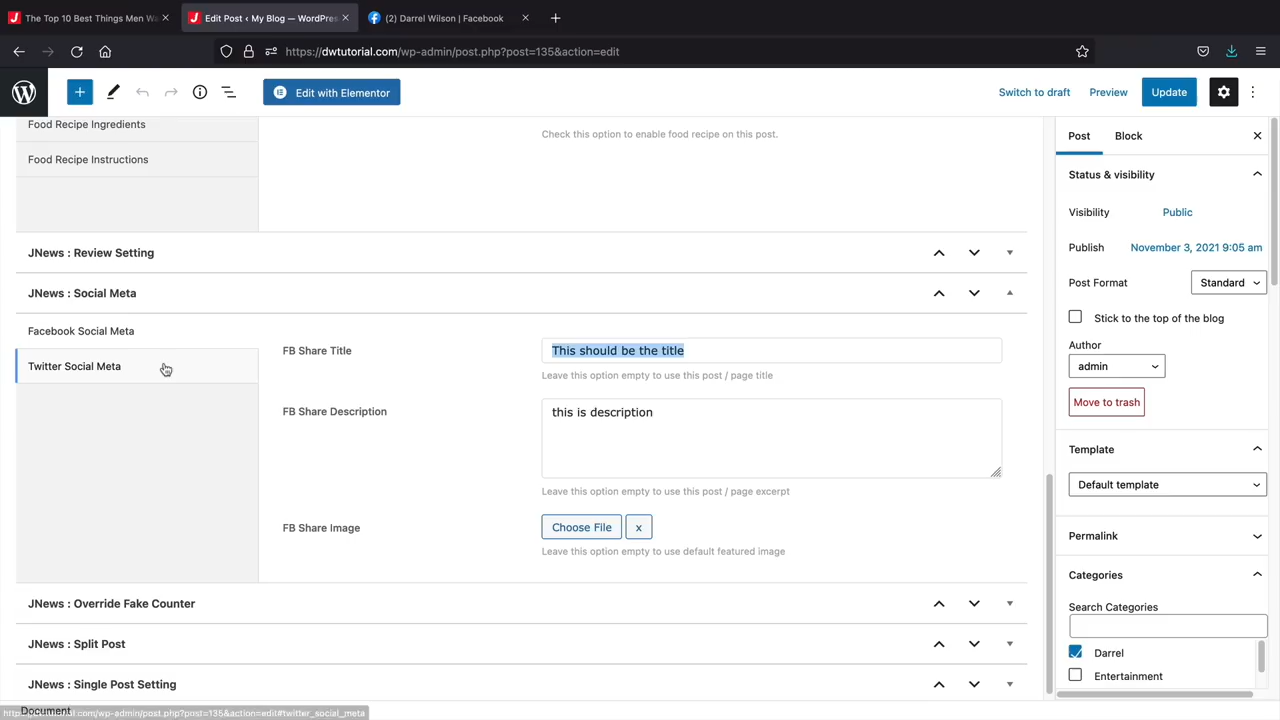 The Top 10 Best Things Men Wa
Edit Post ‹ My Blog — WordPres
(2) Darrel Wilson | Facebook
https://dwtutorial.com/wp-admin/post.php?post=135&action=edit
Edit with Elementor
Switch to draft
Preview
Update
Food Recipe Ingredients
Food Recipe Instructions
Check this option to enable food recipe on this post.
JNews : Review Setting
JNews : Social Meta
Facebook Social Meta
Twitter Social Meta
FB Share Title
This should be the title
Leave this option empty to use this post / page title
FB Share Description
this is description
Leave this option empty to use this post / page excerpt
FB Share Image
Choose File
x
Leave this option empty to use default featured image
JNews : Override Fake Counter
JNews : Split Post
JNews : Single Post Setting
Post
Block
Status & visibility
Visibility
Public
Publish
November 3, 2021 9:05 am
Post Format
Standard
Stick to the top of the blog
Author
admin
Move to trash
Template
Default template
Permalink
Categories
Search Categories
Darrel
Entertainment
Document